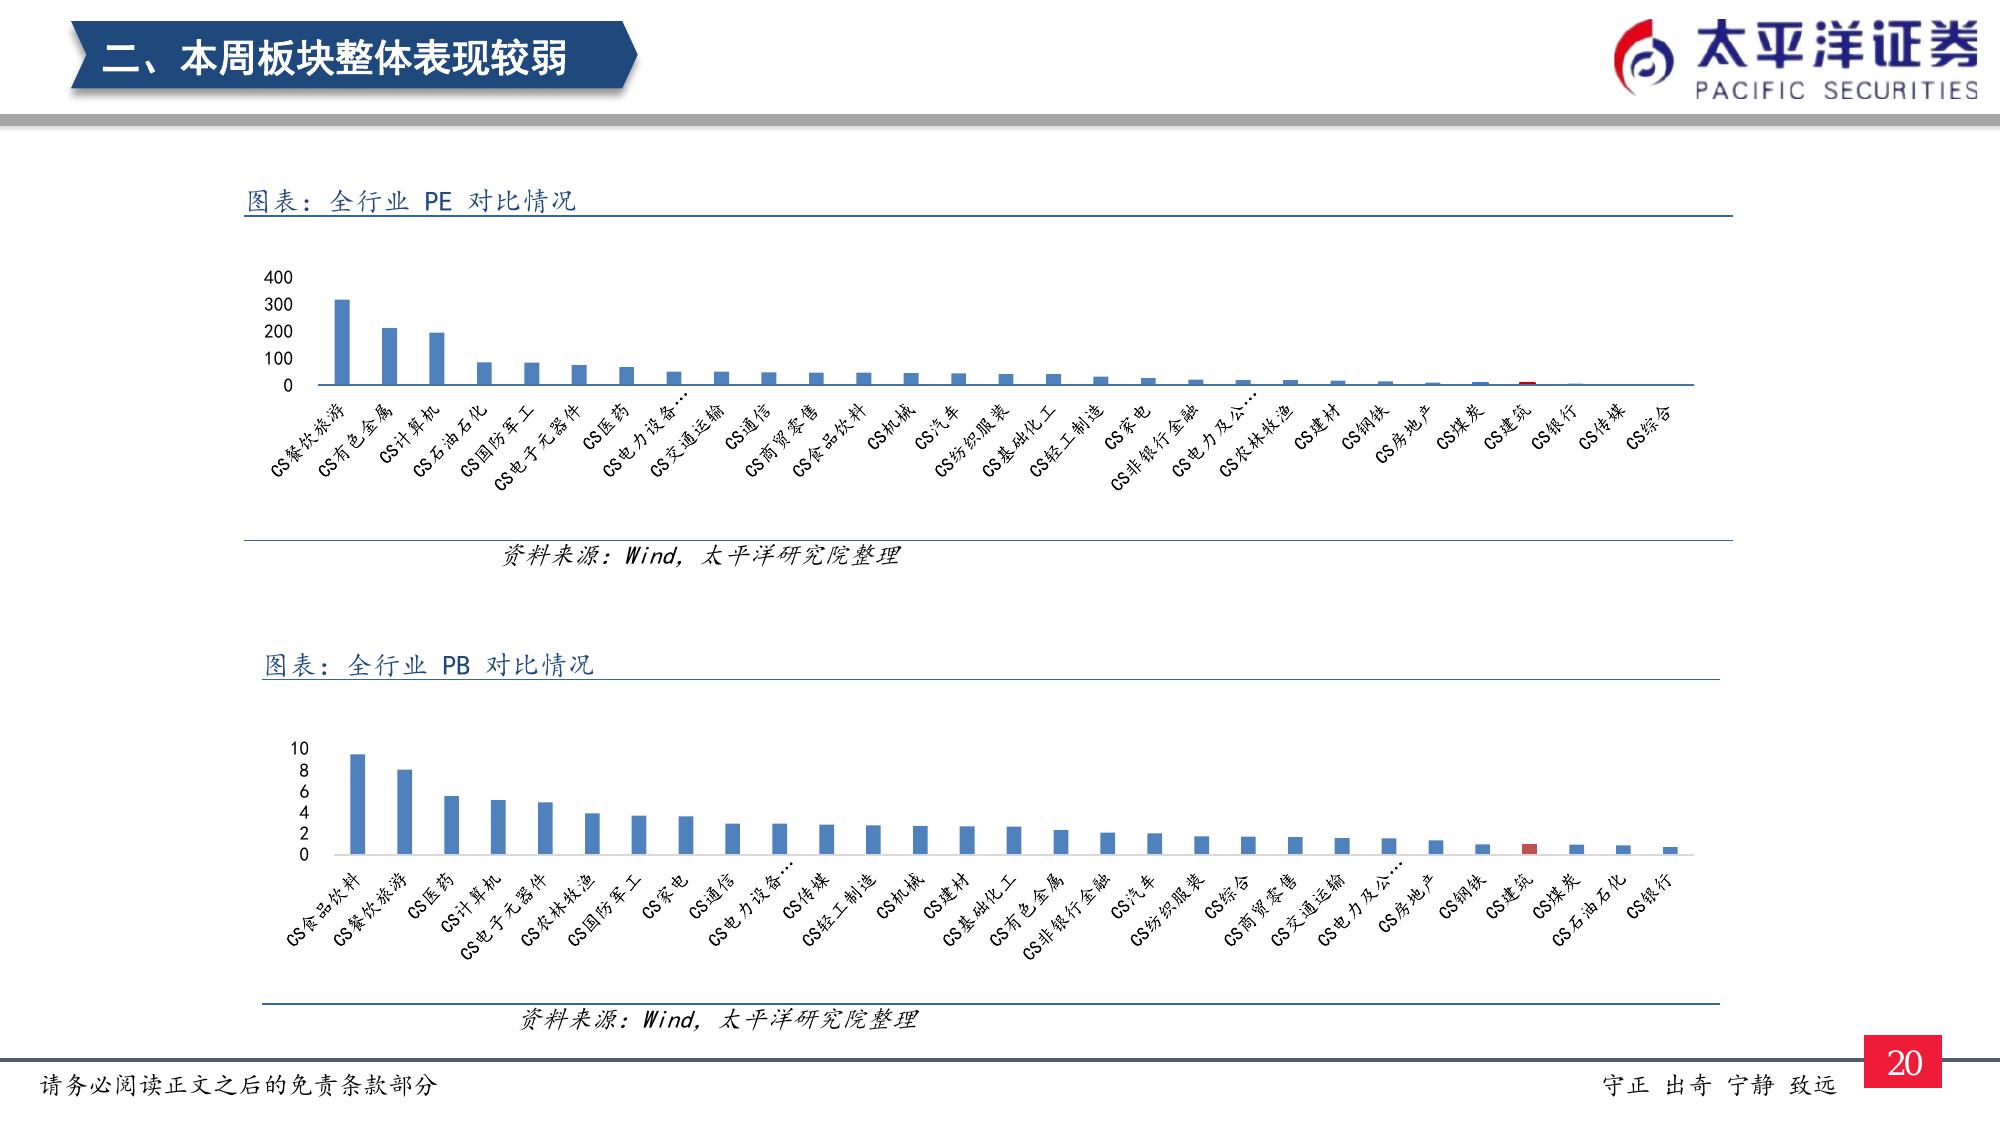 二、本周板块整体表现较弱
太平洋证券
PACIFIC SECURITIES
图表：全行业 PE 对比情况
400
300
200
100
0
CS餐饮旅游
CS有色金属
CS计算机
CS石油石化
CS国防军工
CS电子元器件
CS医药
CS电力设备…
CS交通运输
CS通信
CS商贸零售
CS食品饮料
CS机械
CS汽车
CS纺织服装
CS基础化工
CS轻工制造
CS家电
CS非银行金融
CS电力及公…
CS农林牧渔
CS建材
CS钢铁
CS房地产
CS煤炭
CS建筑
CS银行
CS传媒
CS综合
资料来源：Wind，太平洋研究院整理
图表：全行业 PB 对比情况
10
8
6
4
2
0
CS食品饮料
CS餐饮旅游
CS医药
CS计算机
CS电子元器件
CS农林牧渔
CS国防军工
CS家电
CS通信
CS电力设备…
CS传媒
CS轻工制造
CS机械
CS建材
CS基础化工
CS有色金属
CS非银行金融
CS汽车
CS纺织服装
CS综合
CS商贸零售
CS交通运输
CS电力及公…
CS房地产
CS钢铁
CS建筑
CS煤炭
CS石油石化
CS银行
资料来源：Wind，太平洋研究院整理
请务必阅读正文之后的免责条款部分
守正 出奇 宁静 致远
20